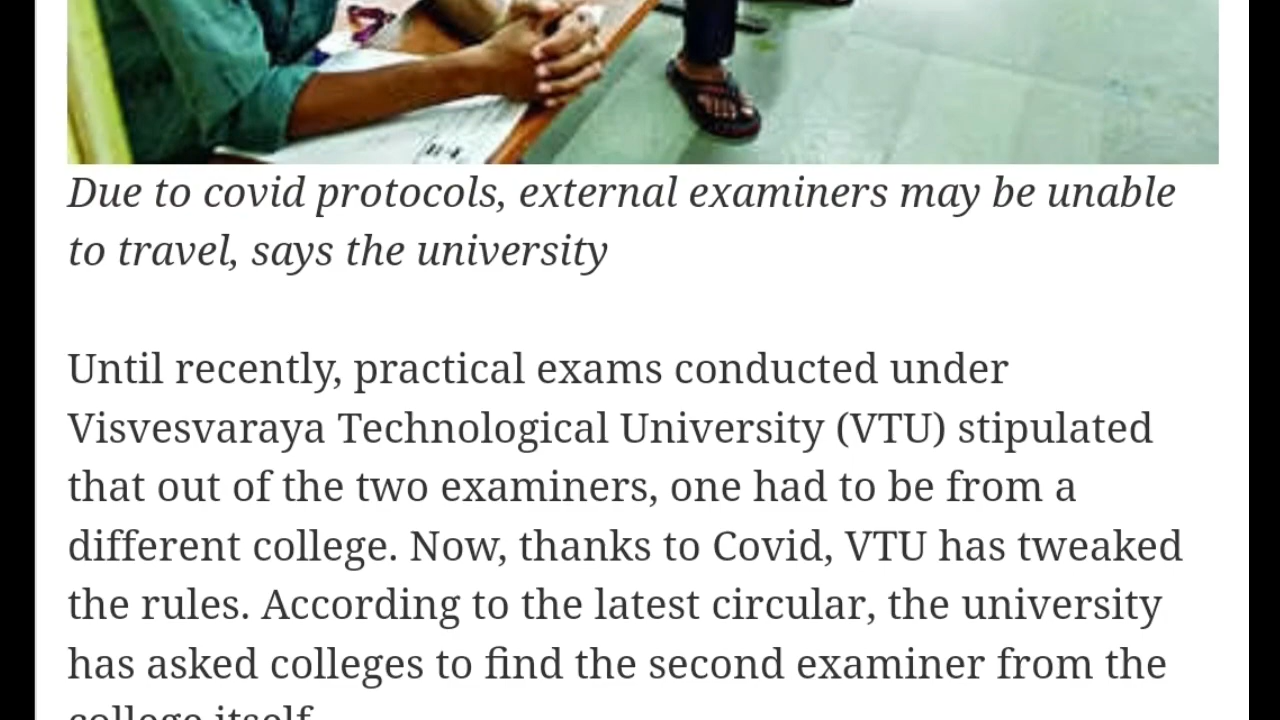 Due to covid protocols, external examiners may be unable
to travel, says the university
Until recently, practical exams conducted under
Visvesvaraya Technological University (VTU) stipulated
that out of the two examiners, one had to be from a
different college. Now, thanks to Covid, VTU has tweaked
the rules. According to the latest circular, the university
has asked colleges to find the second examiner from the
college itself.